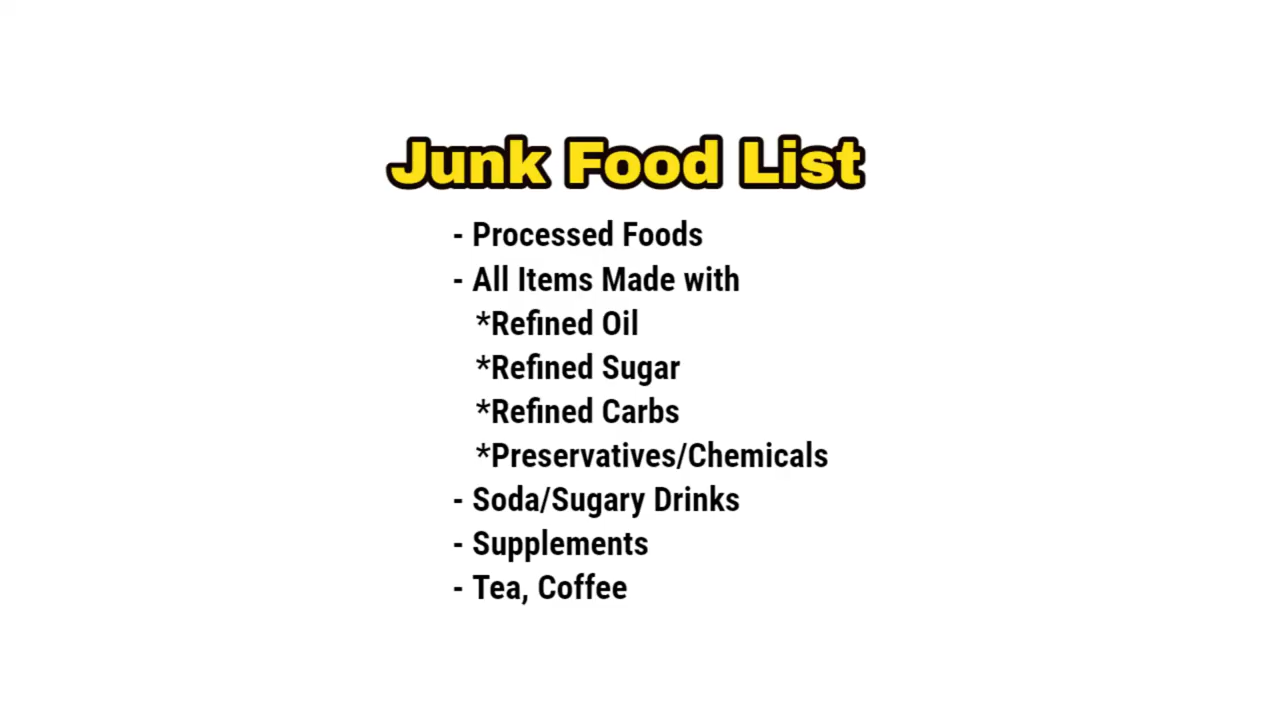 Junk Food List
- Processed Foods
- All Items Made with
*Refined Oil
*Refined Sugar
*Refined Carbs
*Preservatives/Chemicals
- Soda/Sugary Drinks
- Supplements
- Tea, Coffee